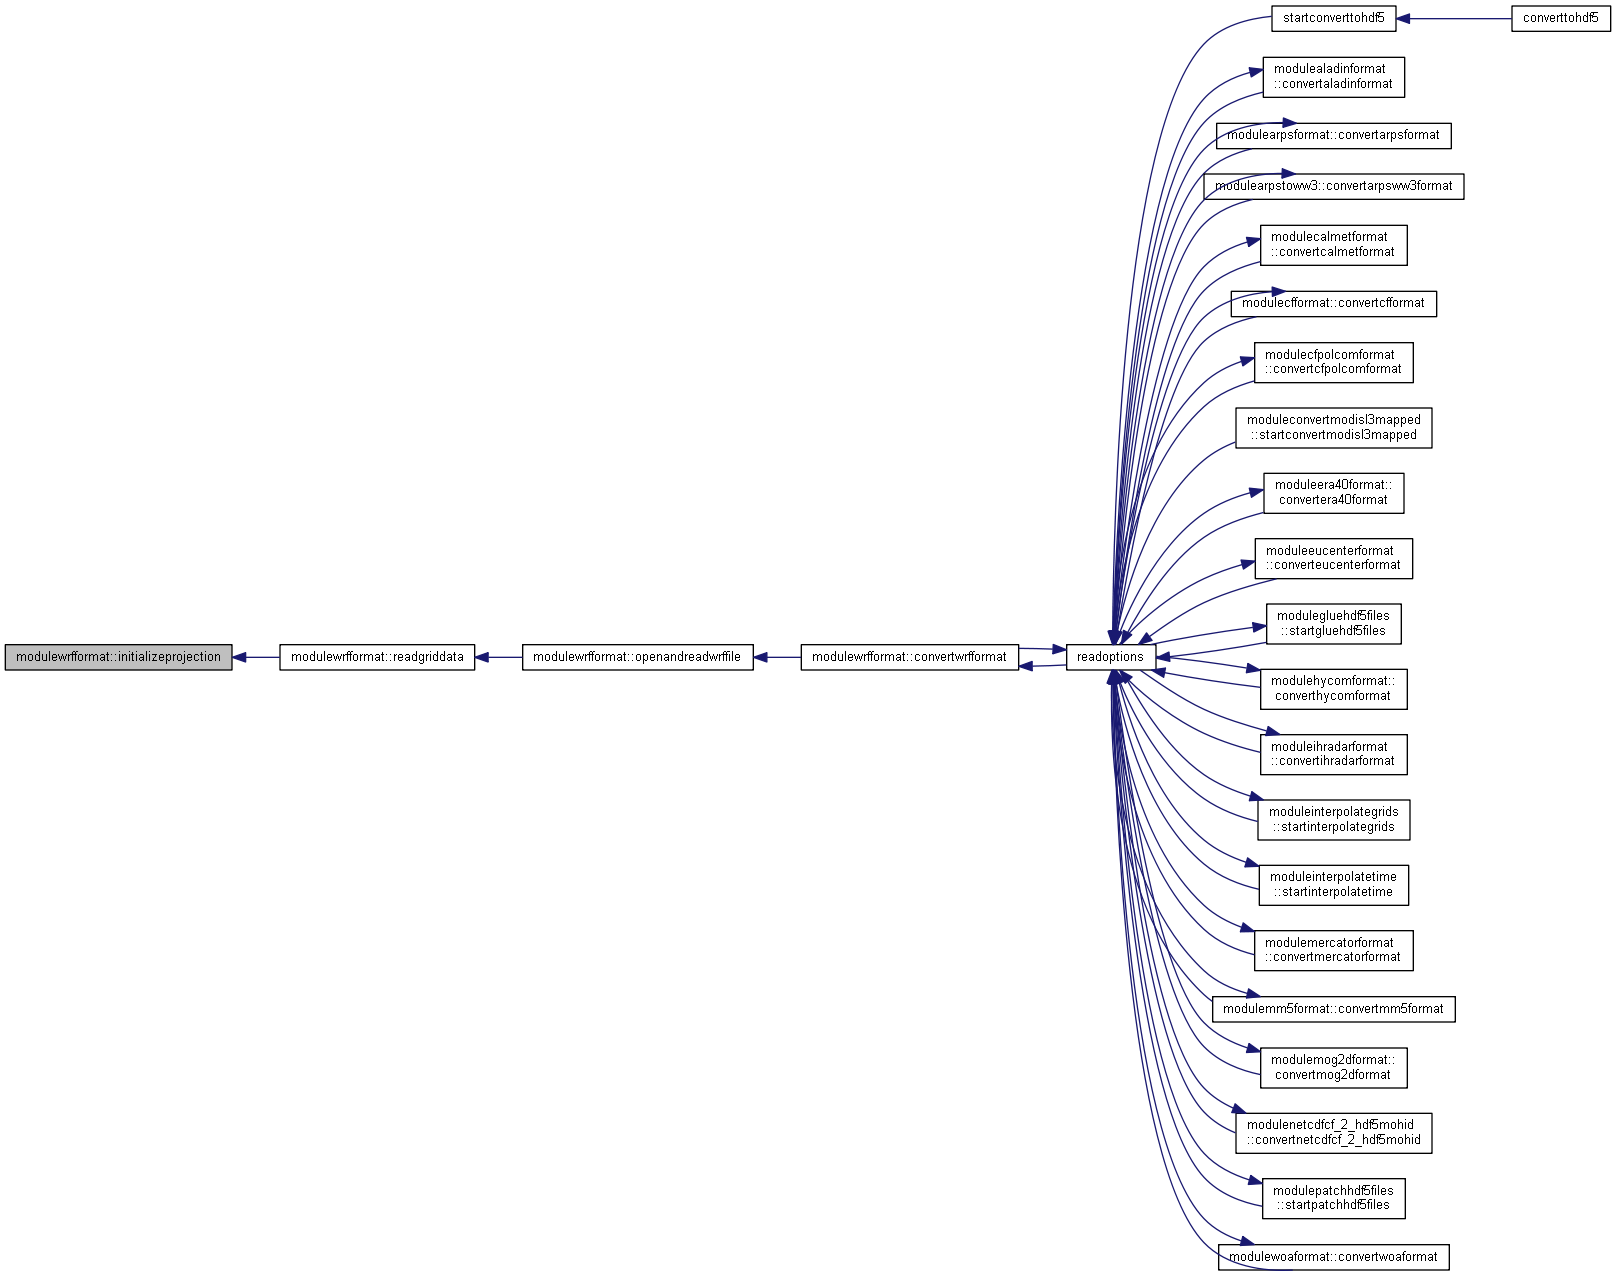 startconverttohdf5
converttohdf5
modulealadinformat
::convertaladinformat
modulearpsformat::convertarpsformat
modulearpstoww3::convertarpsww3format
modulecalmetformat
::convertcalmetformat
modulecfformat::convertcfformat
modulecfpolcomformat
::convertcfpolcomformat
moduleconvertmodisl3mapped
::startconvertmodisl3mapped
moduleera40format::
convertera40format
moduleeucenterformat
::converteucenterformat
modulegluehdf5files
::startgluehdf5files
modulewrfformat::initializeprojection
modulewrfformat::readgriddata
modulewrfformat::openandreadwrffile
modulewrfformat::convertwrfformat
readoptions
modulehycomformat::
converthycomformat
moduleihradarformat
::convertihradarformat
moduleinterpolategrids
::startinterpolategrids
moduleinterpolatetime
::startinterpolatetime
modulemercatorformat
::convertmercatorformat
modulemm5format::convertmm5format
modulemog2dformat::
convertmog2dformat
modulenetcdfcf_2_hdf5mohid
::convertnetcdfcf_2_hdf5mohid
modulepatchhdf5files
::startpatchhdf5files
modulewoaformat::convertwoaformat